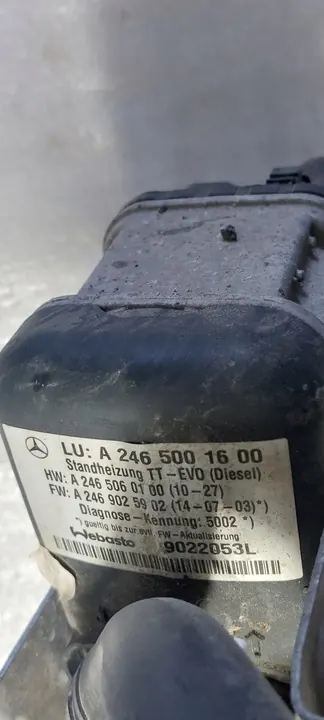 LU: A 246 500 16 00
Standheizung TT-EVO (Diesel)
HW: A 246 506 01 00 (10-27)
FW: A 246 902 59 02 (14-07-03)*)
Diagnose-Kennung: 5002 *)
*) gueltig bis zur evtl. FW-Aktualisierung
Webasto 9022053L